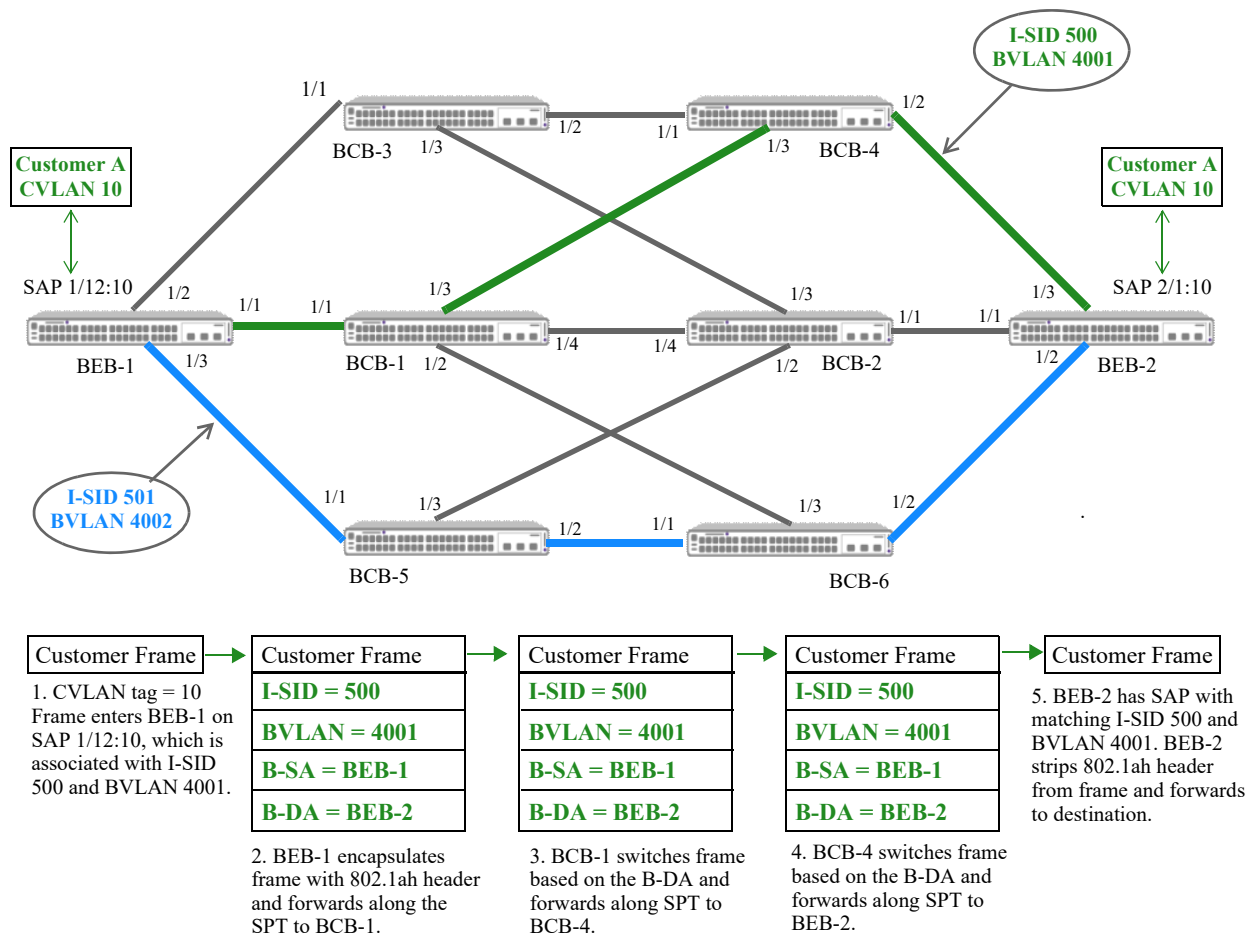 I-SID 500
BVLAN 4001
1/1
1/2
1/2
1/1
1/3
1/3
BCB-3
BCB-4
Customer A
CVLAN 10
Customer A
CVLAN 10
SAP 1/12:10
SAP 2/1:10
1/2
1/3
1/3
1/3
1/1
1/1
1/1
1/1
BEB-1
1/3
BCB-1
1/2
1/4
1/4
1/2
BCB-2
1/2
BEB-2
I-SID 501
BVLAN 4002
1/1
1/3
1/3
1/2
1/2
1/1
.
BCB-5
BCB-6
Customer Frame
Customer Frame
Customer Frame
Customer Frame
Customer Frame
1. CVLAN tag = 10
Frame enters BEB-1 on
SAP 1/12:10, which is
associated with I-SID
500 and BVLAN 4001.
I-SID = 500
BVLAN = 4001
B-SA = BEB-1
B-DA = BEB-2
2. BEB-1 encapsulates
frame with 802.1ah header
and forwards along the
SPT to BCB-1.
I-SID = 500
BVLAN = 4001
B-SA = BEB-1
B-DA = BEB-2
3. BCB-1 switches frame
based on the B-DA and
forwards along SPT to
BCB-4.
I-SID = 500
BVLAN = 4001
B-SA = BEB-1
B-DA = BEB-2
4. BCB-4 switches frame
based on the B-DA and
forwards along SPT to
BEB-2.
5. BEB-2 has SAP with
matching I-SID 500 and
BVLAN 4001. BEB-2
strips 802.1ah header
from frame and forwards
to destination.